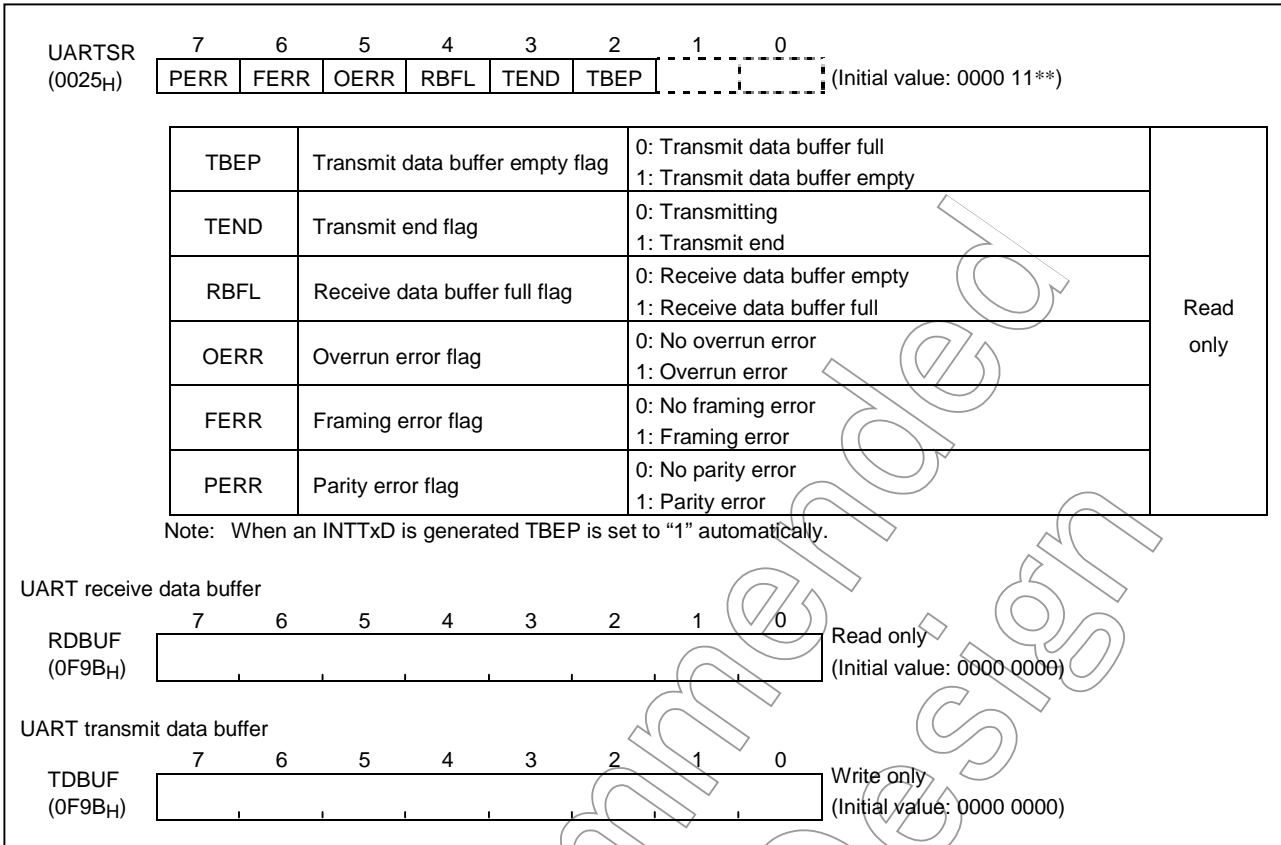 UARTSR
(0025H)
7 6 5 4 3 2 1 0
PERR FERR OERR RBFL TEND TBEP
(Initial value: 0000 11**)
TBEP Transmit data buffer empty flag 0: Transmit data buffer full
1: Transmit data buffer empty
TEND Transmit end flag 0: Transmitting
1: Transmit end
RBFL Receive data buffer full flag 0: Receive data buffer empty
1: Receive data buffer full
OERR Overrun error flag 0: No overrun error
1: Overrun error
FERR Framing error flag 0: No framing error
1: Framing error
PERR Parity error flag 0: No parity error
1: Parity error
Read
only
Note: When an INTTxD is generated TBEP is set to “1” automatically.
UART receive data buffer
7 6 5 4 3 2 1 0
RDBUF
(0F9BH)
Read only
(Initial value: 0000 0000)
UART transmit data buffer
7 6 5 4 3 2 1 0
TDBUF
(0F9BH)
Write only
(Initial value: 0000 0000)
mmended
esign